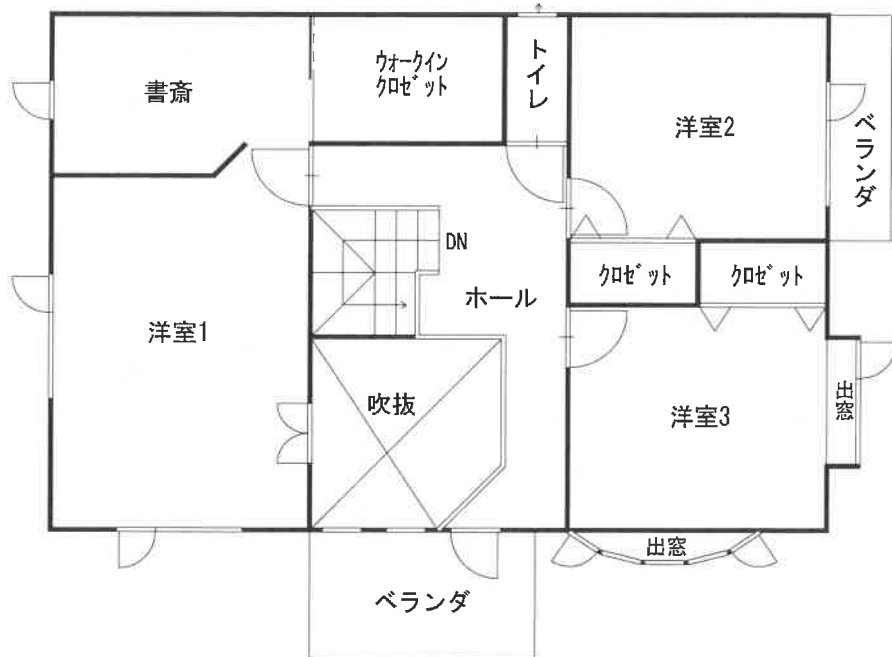 書斎
ウォークイン
クロゼット
トイレ
洋室2
ベランダ
DN
クロゼット
クロゼット
ホール
洋室1
吹抜
洋室3
出窓
出窓
ベランダ